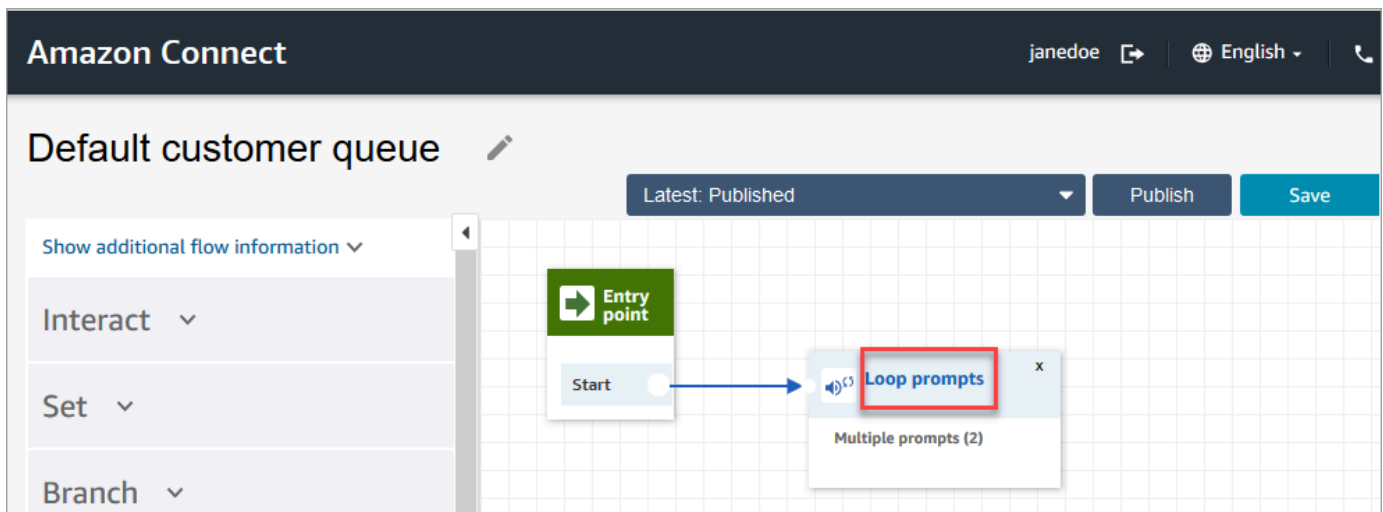 Amazon Connect
janedoe
English
Default customer queue
Latest: Published
Publish
Save
Show additional flow information
Interact
Set
Branch
Entry
point
Start
Loop prompts
x
Multiple prompts (2)